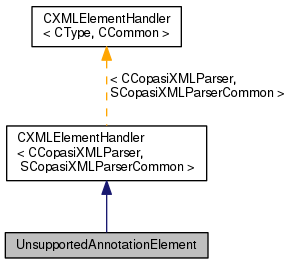 CXMLElementHandler
< CType, CCommon >
< CCopasiXMLParser,
SCopasiXMLParserCommon >
CXMLElementHandler
< CCopasiXMLParser,
SCopasiXMLParserCommon >
UnsupportedAnnotationElement